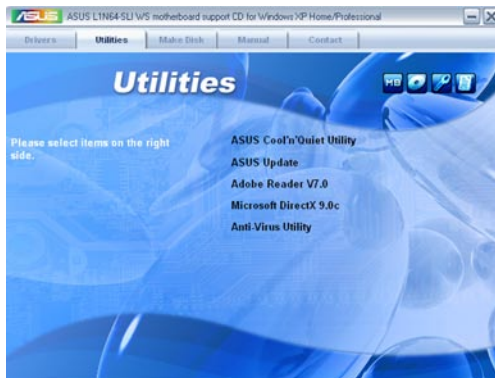 ASUS ASUS L1N64-SLI WS motherboard support CD for Windows XP Home/Professional
Drivers Utilities Make Disk Manual Contact
Utilities
MB
Please select items on the right
side.
ASUS Cool'n'Quiet Utility
ASUS Update
Adobe Reader V7.0
Microsoft DirectX 9.0c
Anti-Virus Utility